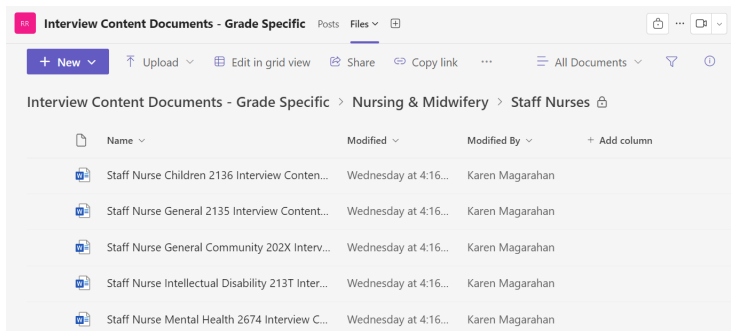 RR Interview Content Documents - Grade Specific Posts Files
New Upload Edit in grid view Share Copy link ... All Documents
Interview Content Documents - Grade Specific > Nursing & Midwifery > Staff Nurses
Name Modified Modified By + Add column
Staff Nurse Children 2136 Interview Conten... Wednesday at 4:16... Karen Magarahan
Staff Nurse General 2135 Interview Content... Wednesday at 4:16... Karen Magarahan
Staff Nurse General Community 202X Interv... Wednesday at 4:16... Karen Magarahan
Staff Nurse Intellectual Disability 213T Inter... Wednesday at 4:16... Karen Magarahan
Staff Nurse Mental Health 2674 Interview C... Wednesday at 4:16... Karen Magarahan